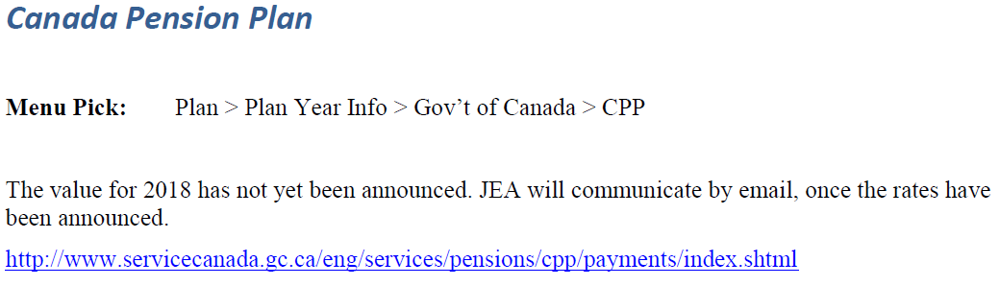 Canada Pension Plan
Menu Pick: Plan > Plan Year Info > Gov’t of Canada > CPP
The value for 2018 has not yet been announced. JEA will communicate by email, once the rates have
been announced.
http://www.servicecanada.gc.ca/eng/services/pensions/cpp/payments/index.shtml